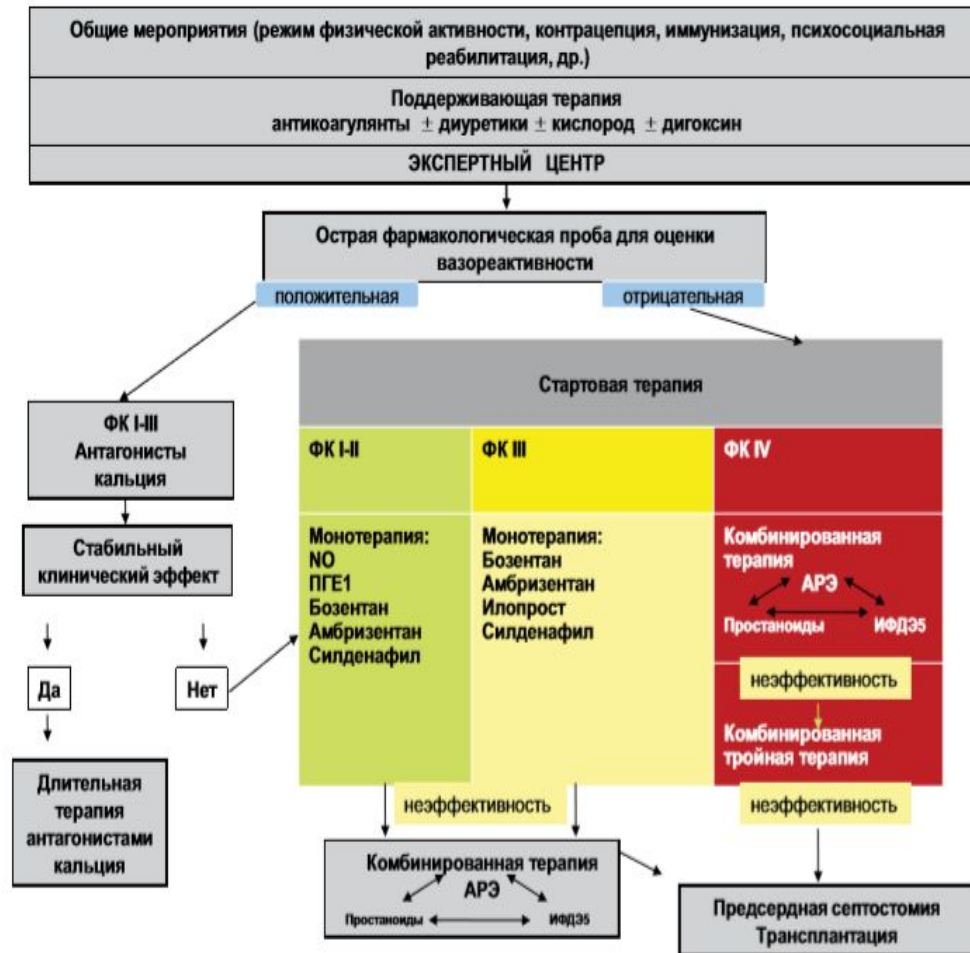 Общие мероприятия (режим физической активности, контрацепция, иммунизация, психосоциальная
реабилитация, др.)
Поддерживающая терапия
антикоагулянты ± диуретики ± кислород ± дигоксин
ЭКСПЕРТНЫЙ ЦЕНТР
Острая фармакологическая проба для оценки
вазореактивности
положительная
отрицательная
ФК I-III
Антагонисты
кальция
Стабильный
клинический эффект
Да
Нет
Длительная
терапия
антагонистами
кальция
Стартовая терапия
ФК I-II
Монотерапия:
NO
ПГЕ1
Бозентан
Амбризентан
Силденафил
ФК III
Монотерапия:
Бозентан
Амбризентан
Илопрост
Силденафил
ФК IV
Комбинированная
терапия
АРЭ
Простаноиды ИФДЭ5
неэффективность
Комбинированная
тройная терапия
неэффективность
неэффективность
Комбинированная терапия
АРЭ
Простаноиды ИФДЭ5
Предсердная септостомия
Трансплантация